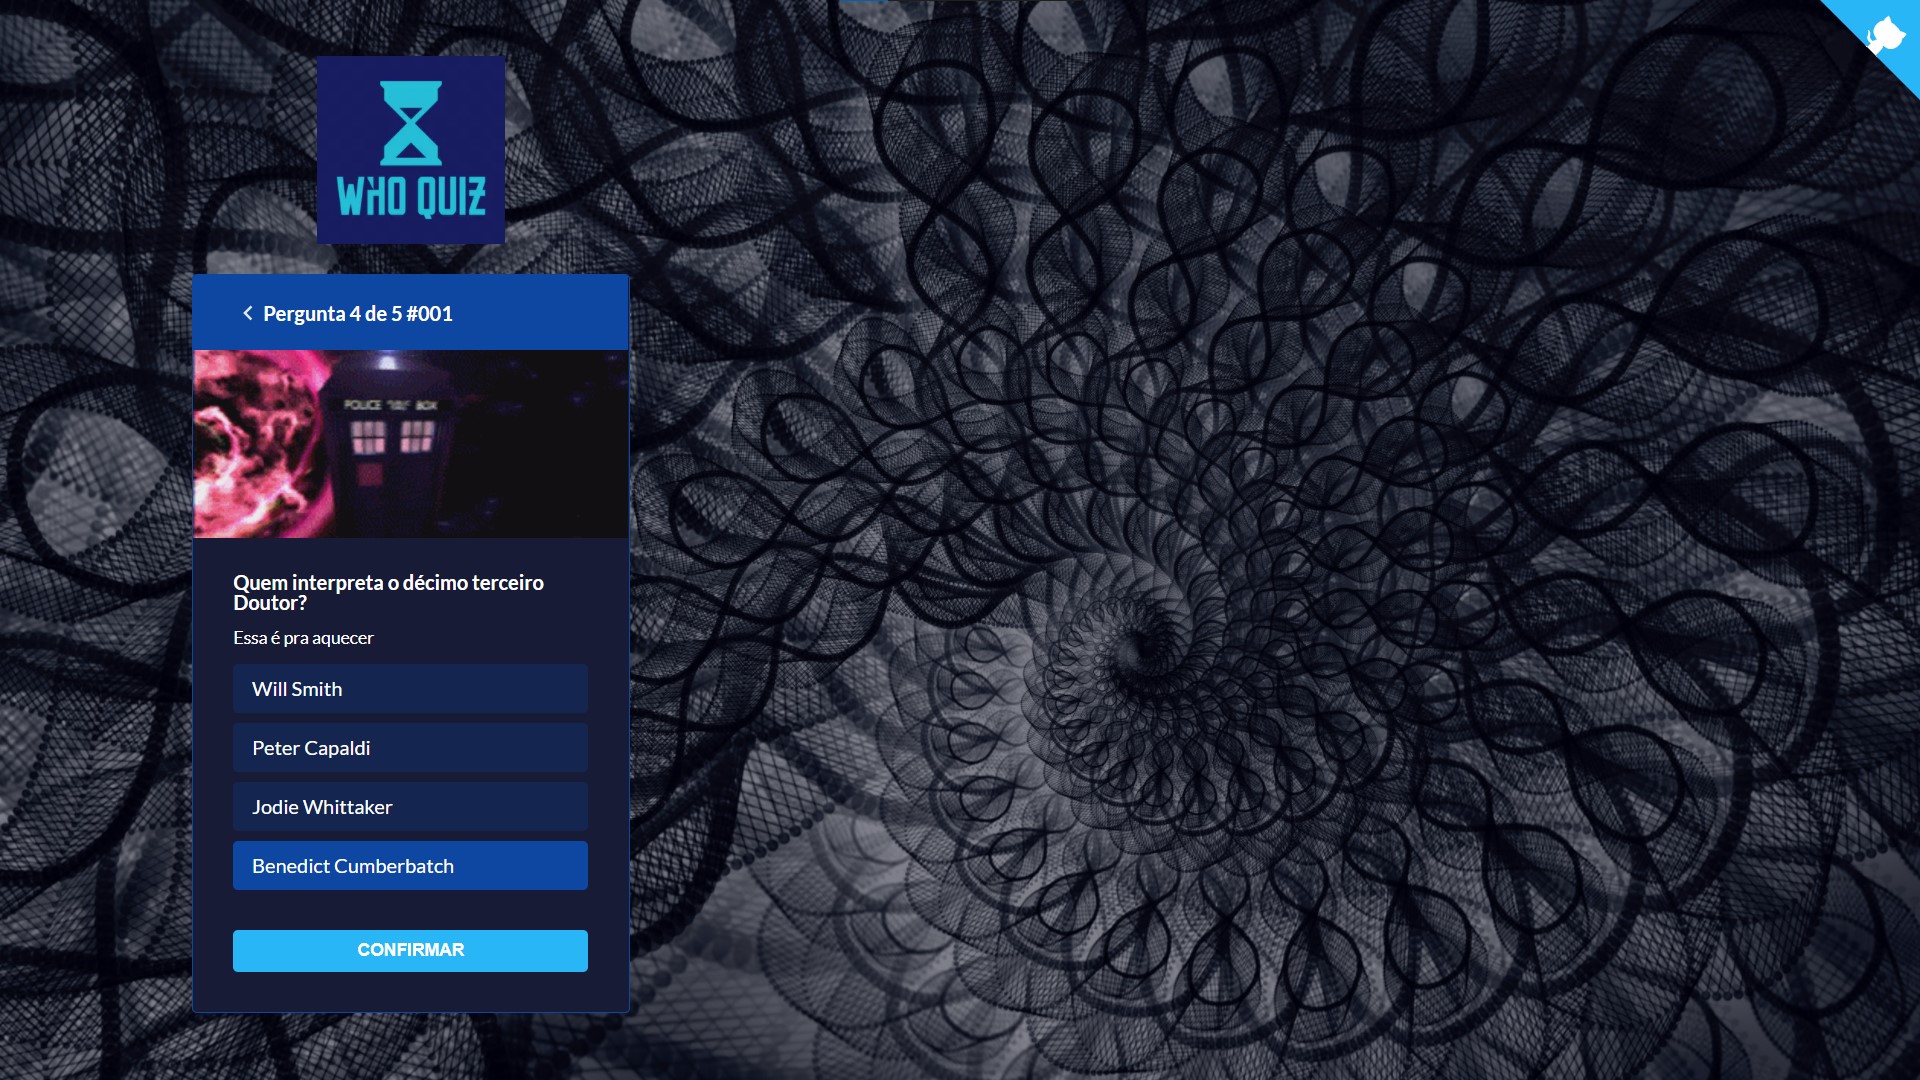 WHO QUIZ
Pergunta 4 de 5 #001
POLICE BOX
Quem interpreta o décimo terceiro
Doutor?
Essa é pra aquecer
Will Smith
Peter Capaldi
Jodie Whittaker
Benedict Cumberbatch
CONFIRMAR